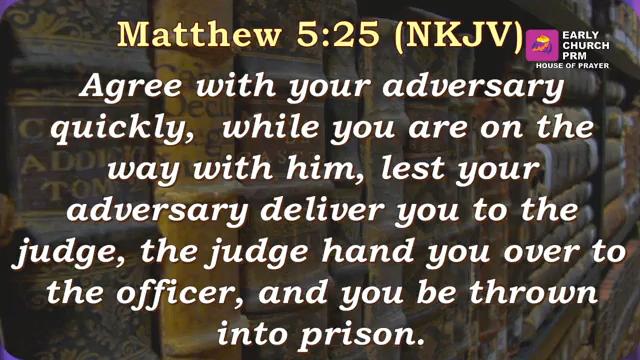 Matthew 5:25 (NKJV)
EARLY
CHURCH
PRM
HOUSE OF PRAYER
Agree with your adversary
quickly, while you are on the
way with him, lest your
adversary deliver you to the
judge, the judge hand you over to
the officer, and you be thrown
into prison.